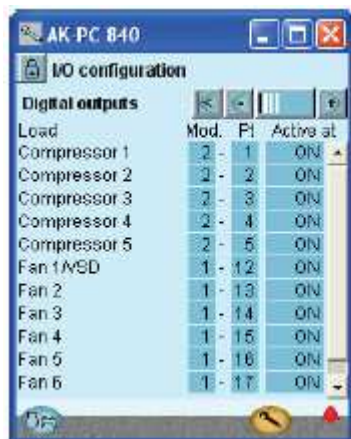 AK PC 840
I/O configuration
Digital outputs
Load Mod. Pt Active at
Compressor 1 2 - 1 ON
Compressor 2 2 - 2 ON
Compressor 3 2 - 3 ON
Compressor 4 2 - 4 ON
Compressor 5 2 - 5 ON
Fan 1/VSD 1 - 12 ON
Fan 2 1 - 13 ON
Fan 3 1 - 14 ON
Fan 4 1 - 15 ON
Fan 5 1 - 16 ON
Fan 6 1 - 17 ON